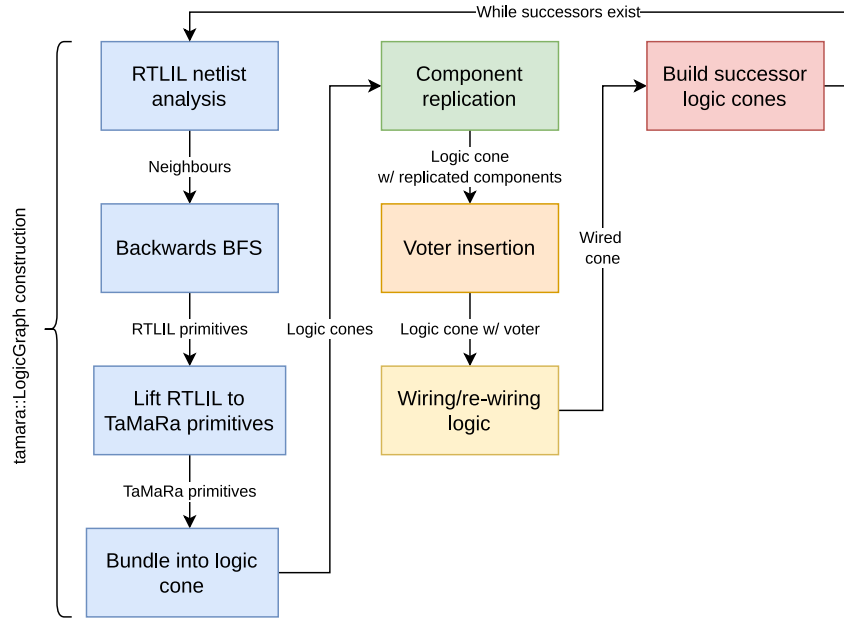 While successors exist
tamara::LogicGraph construction
RTLIL netlist
analysis
Neighbours
Backwards BFS
RTLIL primitives
Lift RTLIL to
TaMaRa primitives
TaMaRa primitives
Bundle into logic
cone
Logic cones
Component
replication
Logic cone
w/ replicated components
Voter insertion
Logic cone w/ voter
Wiring/re-wiring
logic
Wired
cone
Build successor
logic cones